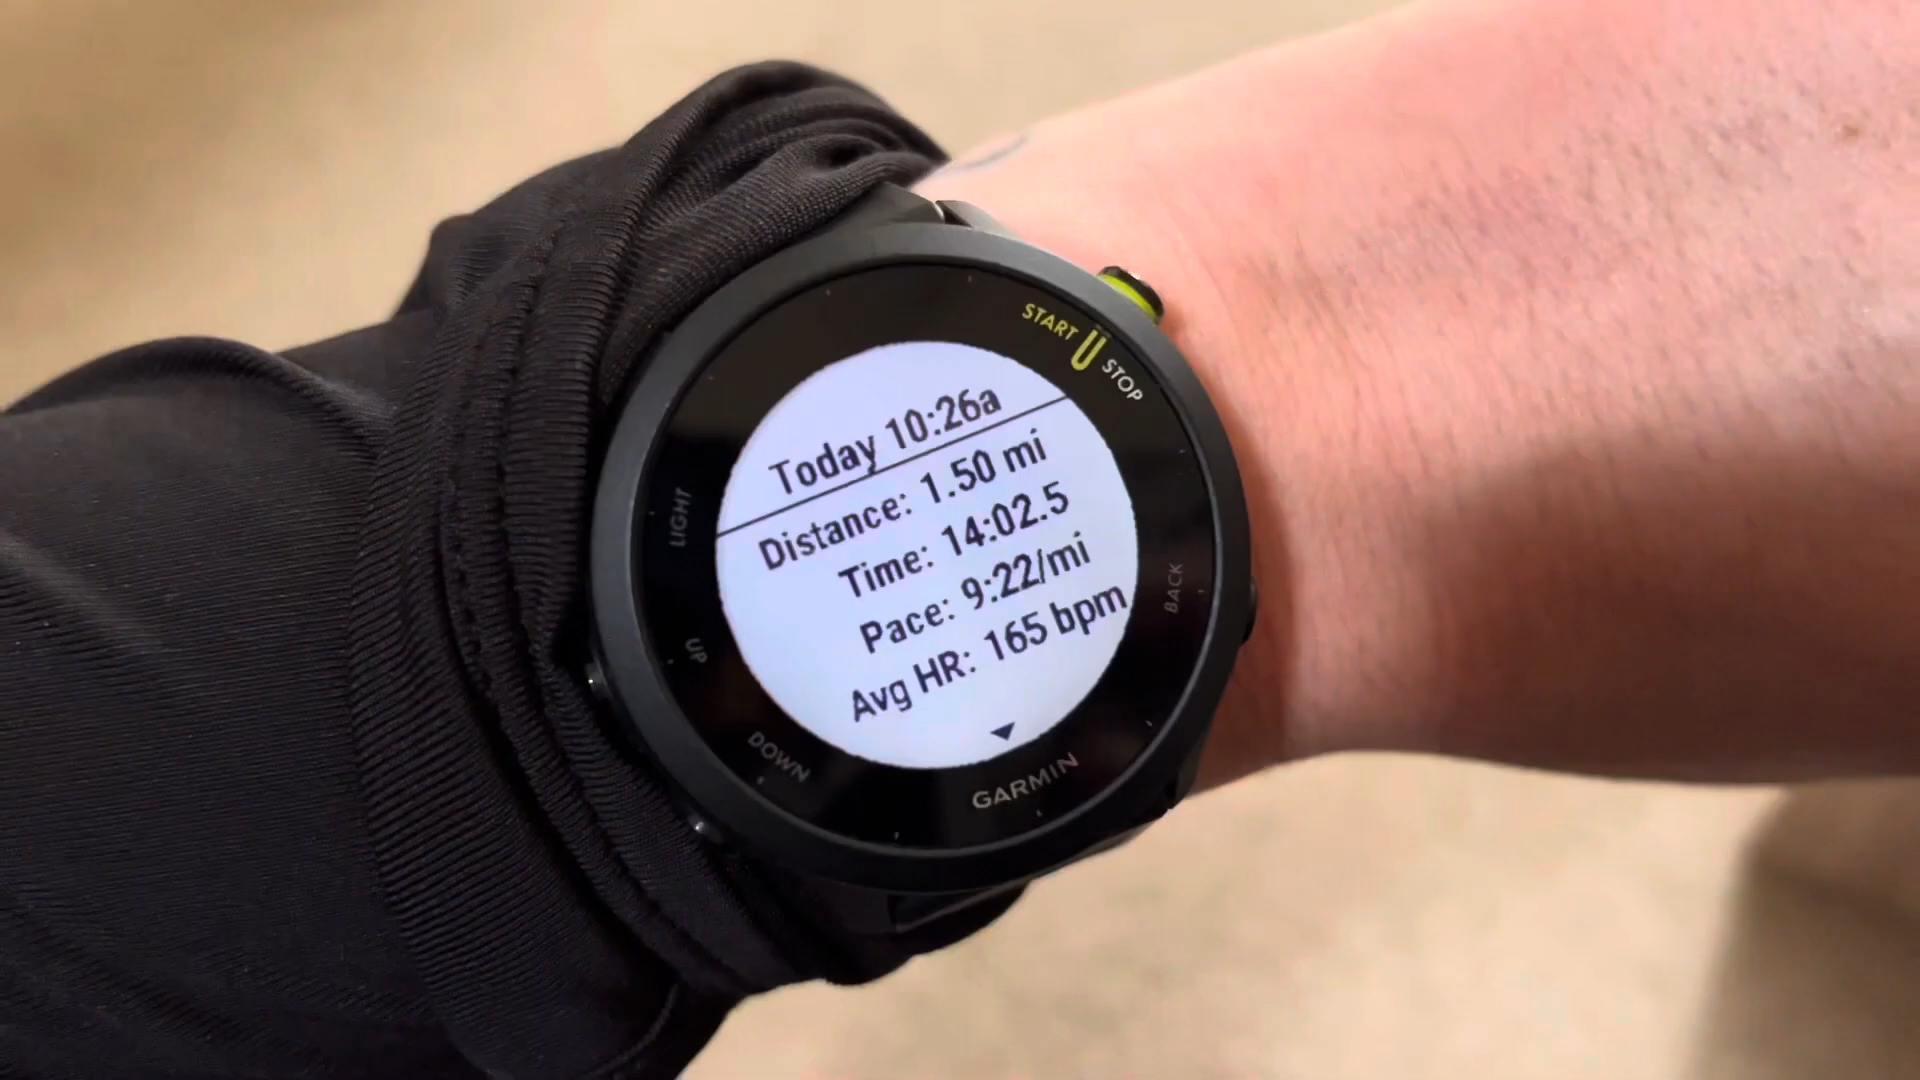 START
STOP
Today 10:26a
Distance: 1.50 mi
Time: 14:02.5
Pace: 9:22/mi
Avg HR: 165 bpm
LIGHT
UP
DOWN
BACK
GARMIN